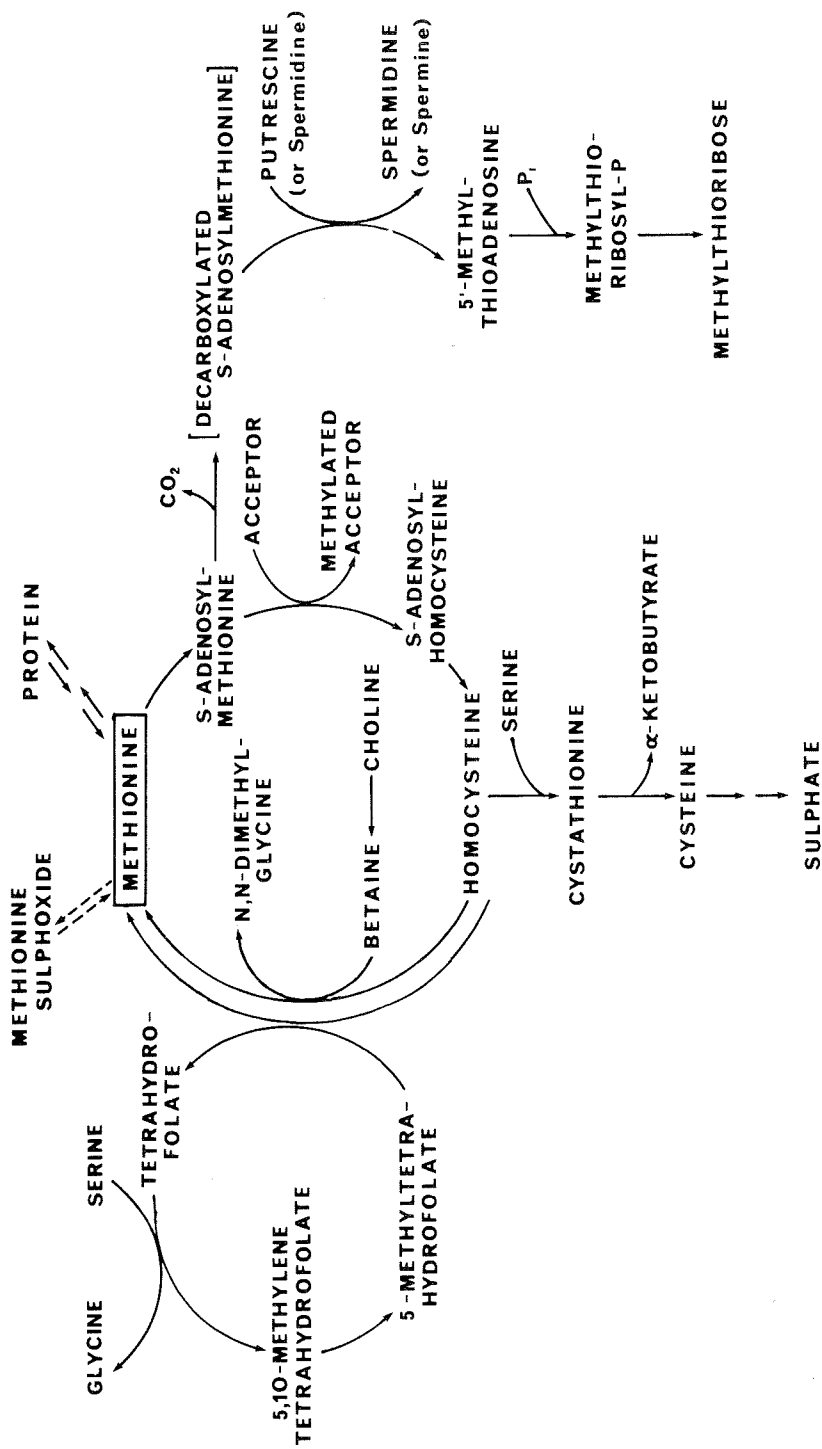 METHIONINE
SULPHOXIDE
PROTEIN
METHIONINE
GLYCINE
SERINE
TETRAHYDRO-
FOLATE
5,10-METHYLENE
TETRAHYDROFOLATE
5-METHYLTETRA-
HYDROFOLATE
N,N-DIMETHYL-
GLYCINE
BETAINE
CHOLINE
S-ADENOSYL-
METHIONINE
CO2
[DECARBOXYLATED
S-ADENOSYLMETHIONINE]
ACCEPTOR
METHYLATED
ACCEPTOR
S-ADENOSYL-
HOMOCYSTEINE
HOMOCYSTEINE
SERINE
CYSTATHIONINE
α-KETOBUTYRATE
CYSTEINE
SULPHATE
PUTRESCINE
(or Spermidine)
SPERMIDINE
(or Spermine)
5'-METHYL-
THIOADENOSINE
Pi
METHYLTHIO-
RIBOSYL-P
METHYLTHIORIBOSE